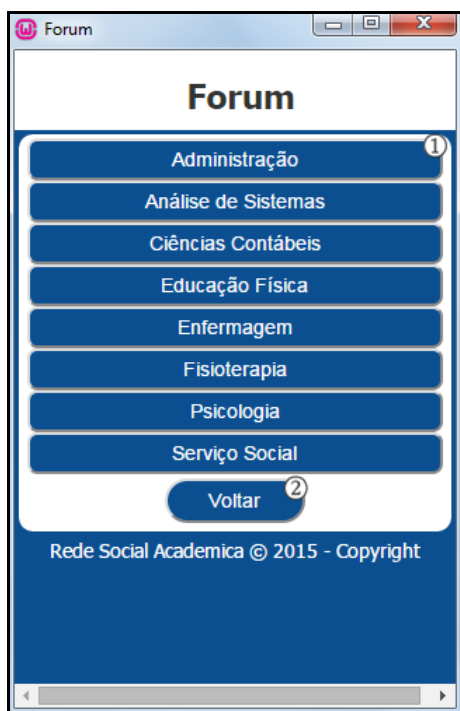 Forum
Forum
Administração
1
Análise de Sistemas
Ciências Contábeis
Educação Física
Enfermagem
Fisioterapia
Psicologia
Serviço Social
Voltar
2
Rede Social Academica © 2015 - Copyright